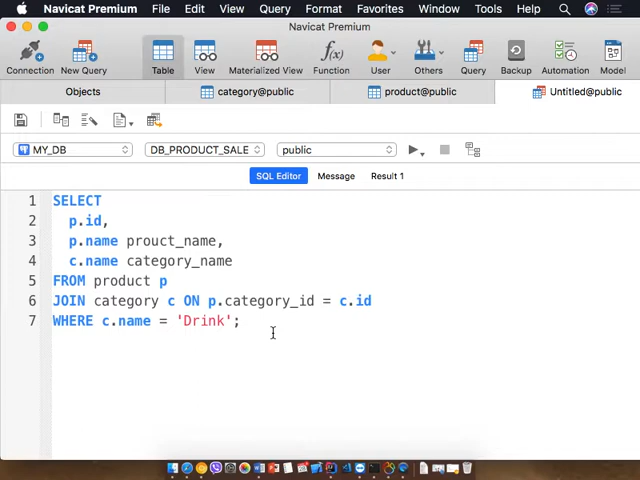 Navicat Premium File Edit View Query Format Favorites Window Tools Help
Navicat Premium
Connection New Query Table View Materialized View Function User Others Query Backup Automation Model
Objects category@public product@public Untitled@public
MY_DB DB_PRODUCT_SALE public
SQL Editor Message Result 1
1 SELECT
2 p.id,
3 p.name prouct_name,
4 c.name category_name
5 FROM product p
6 JOIN category c ON p.category_id = c.id
7 WHERE c.name = 'Drink';